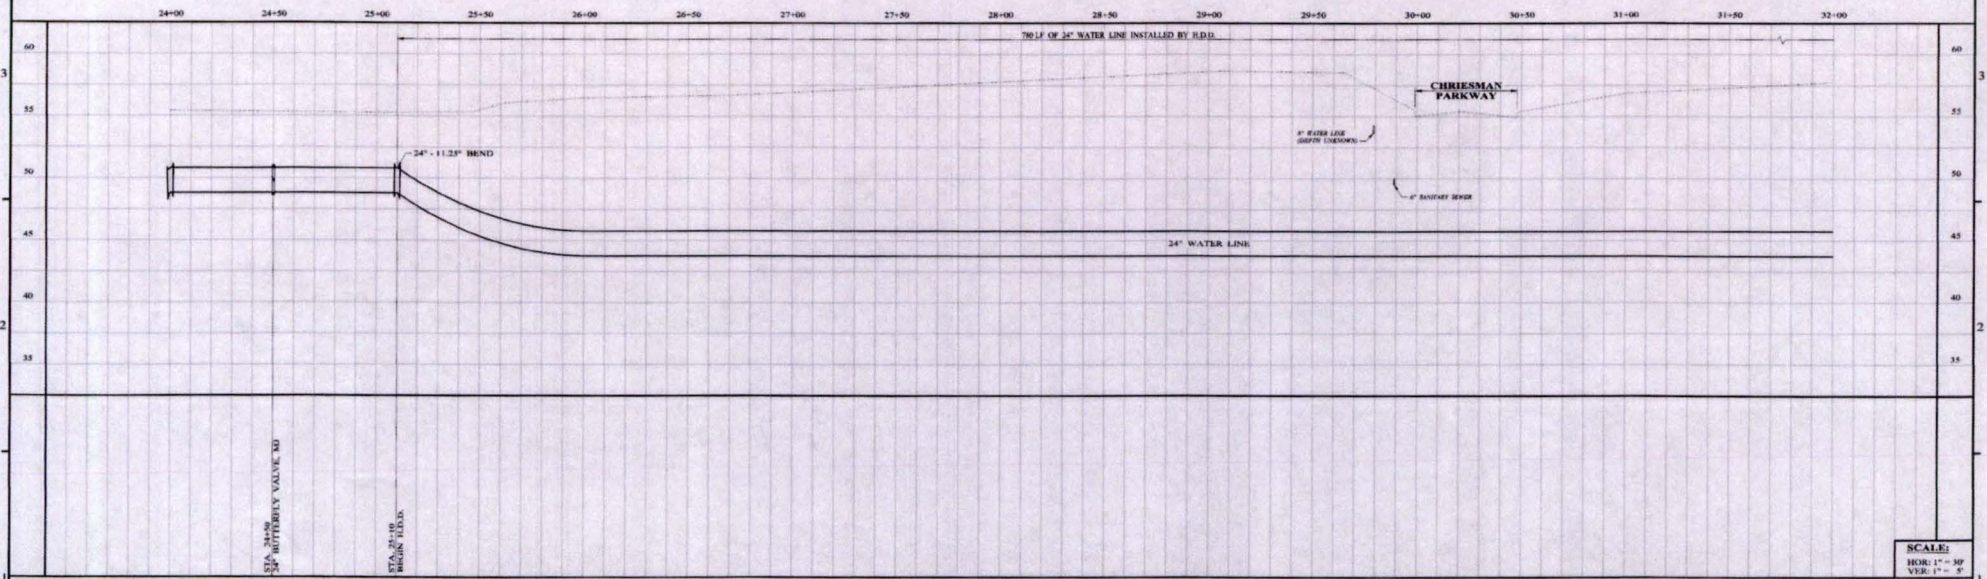 24+00 24+50 25+00 25+50 26+00 26+50 27+00 27+50 28+00 28+50 29+00 29+50 30+00 30+50 31+00 31+50 32+00
780 LF OF 24" WATER LINE INSTALLED BY H.D.D.
60 60
3 3
CHRIESMAN
PARKWAY
55 55
8" WATER LINE
(DEPTH UNKNOWN)
24" - 11.25° BEND
50 50
6" SANITARY SEWER
45 45
24" WATER LINE
40 40
2 2
35 35
STA. 24+50
24" BUTTERFLY VALVE, MJ
STA. 25+10
BEGIN H.D.D.
SCALE:
HOR: 1" = 30'
VER: 1" = 5'